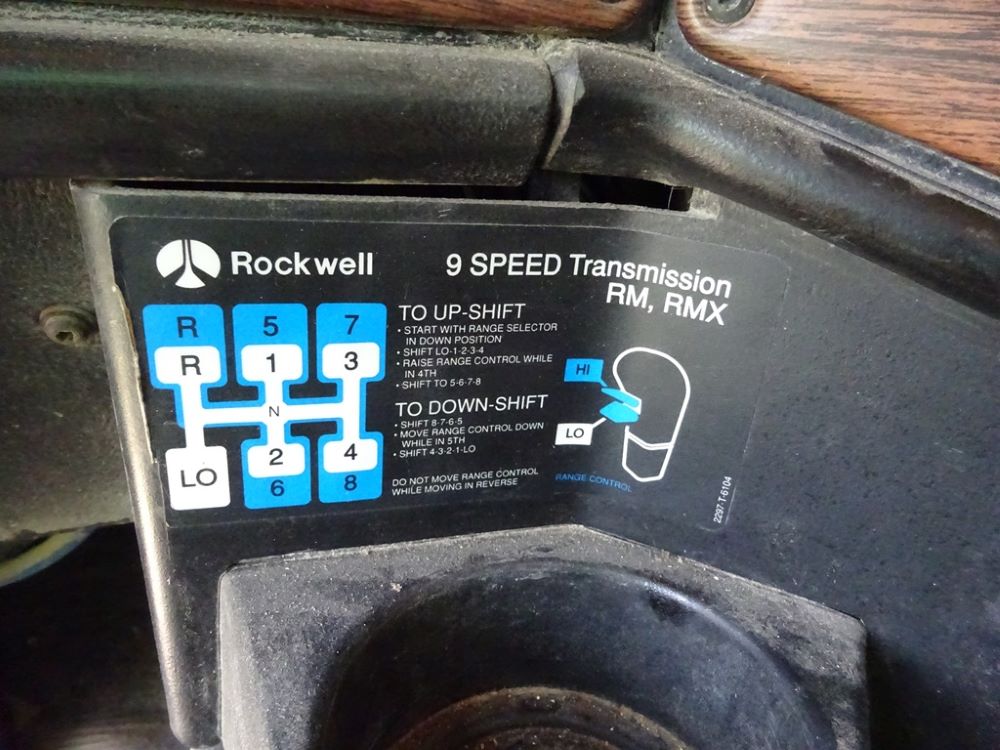 Rockwell
9 SPEED Transmission
RM, RMX
R 5 7
R 1 3
N
LO 2 4
6 8
TO UP-SHIFT
• START WITH RANGE SELECTOR
IN DOWN POSITION
• SHIFT LO-1-2-3-4
• RAISE RANGE CONTROL WHILE
IN 4TH
• SHIFT TO 5-6-7-8
TO DOWN-SHIFT
• SHIFT 8-7-6-5
• MOVE RANGE CONTROL DOWN
WHILE IN 5TH
• SHIFT 4-3-2-1-LO
DO NOT MOVE RANGE CONTROL
WHILE MOVING IN REVERSE
HI
LO
RANGE CONTROL
2297-T-6104